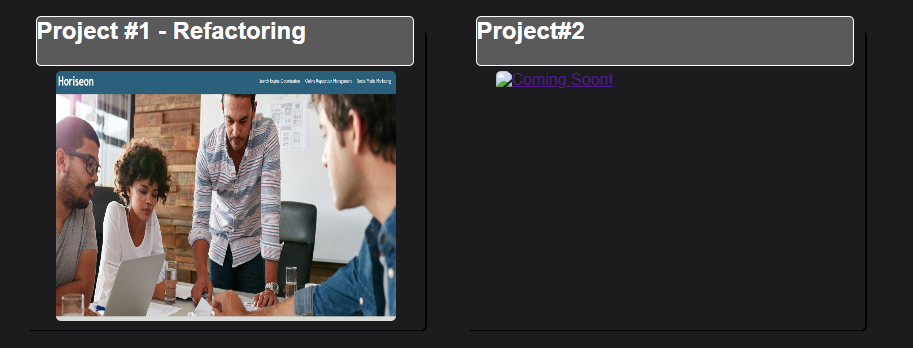 Project #1 - Refactoring
Project#2
Horiseon
Search Engine Optimization Online Reputation Management Social Media Marketing
Coming Soon!